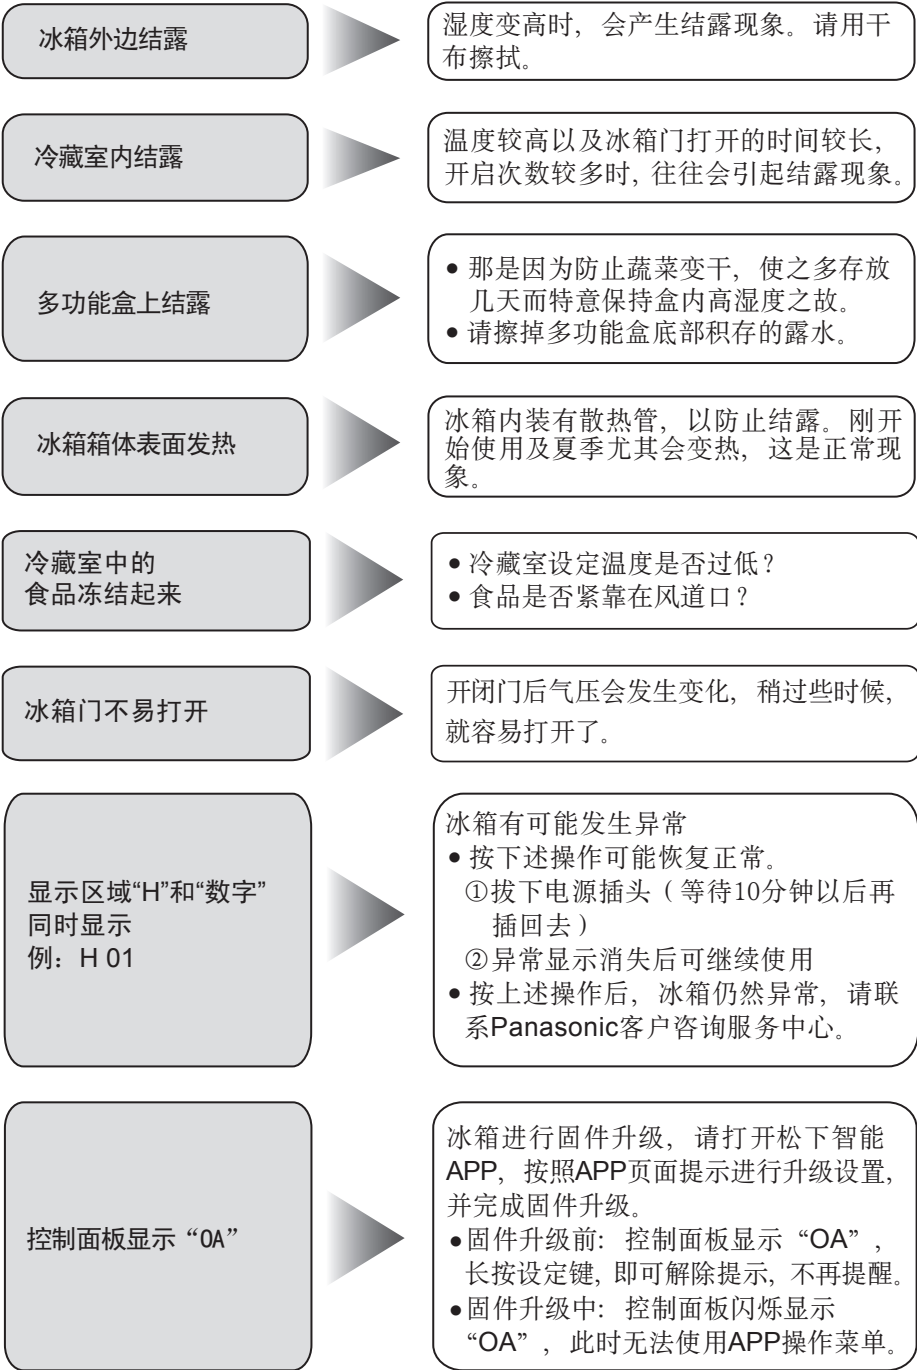 冰箱外边结露
湿度变高时，会产生结露现象。请用干
布擦拭。
冷藏室内结露
温度较高以及冰箱门打开的时间较长，
开启次数较多时，往往会引起结露现象。
多功能盒上结露
● 那是因为防止蔬菜变干，使之多存放
几天而特意保持盒内高湿度之故。
● 请擦掉多功能盒底部积存的露水。
冰箱箱体表面发热
冰箱内装有散热管，以防止结露。刚开
始使用及夏季尤其会变热，这是正常现
象。
冷藏室中的
食品冻结起来
● 冷藏室设定温度是否过低？
● 食品是否紧靠在风道口？
冰箱门不易打开
开闭门后气压会发生变化，稍过些时候，
就容易打开了。
显示区域“H”和“数字”
同时显示
例：H 01
冰箱有可能发生异常
● 按下述操作可能恢复正常。
①拔下电源插头（等待10分钟以后再
插回去）
②异常显示消失后可继续使用
● 按上述操作后，冰箱仍然异常，请联
系Panasonic客户咨询服务中心。
控制面板显示“OA”
冰箱进行固件升级，请打开松下智能
APP，按照APP页面提示进行升级设置，
并完成固件升级。
●固件升级前：控制面板显示“OA”，
长按设定键，即可解除提示，不再提醒。
●固件升级中：控制面板闪烁显示
“OA”，此时无法使用APP操作菜单。